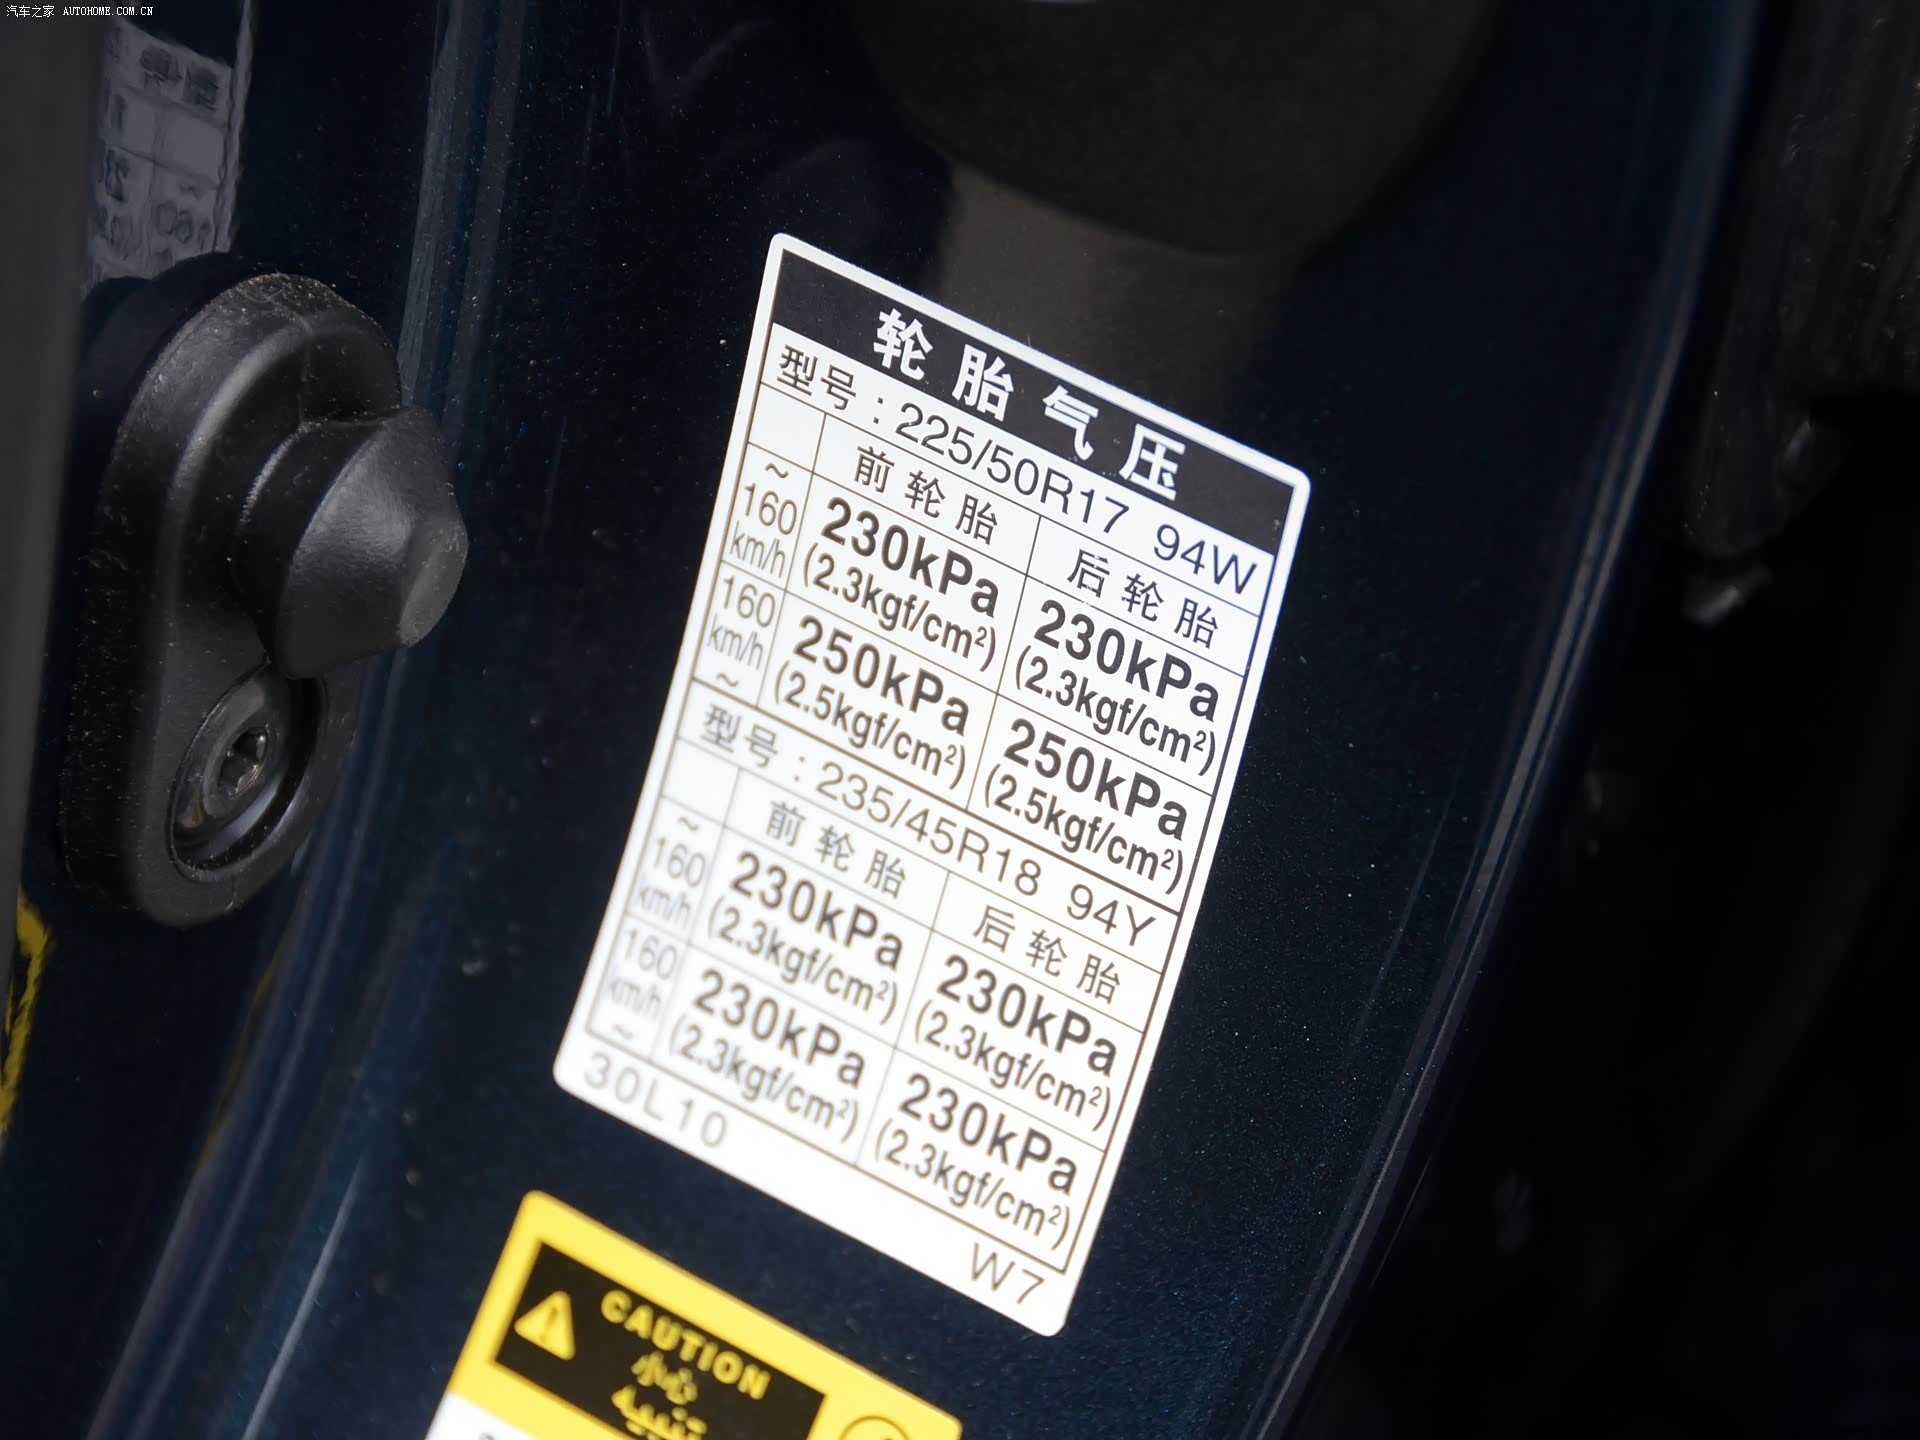 汽车之家 AUTOHOME.COM.CN
轮胎气压
型号：225/50R17 94W
前轮胎 后轮胎
~160 km/h 230kPa (2.3kgf/cm²) 230kPa (2.3kgf/cm²)
160 km/h~ 250kPa (2.5kgf/cm²) 250kPa (2.5kgf/cm²)
型号：235/45R18 94Y
前轮胎 后轮胎
~160 km/h 230kPa (2.3kgf/cm²) 230kPa (2.3kgf/cm²)
160 km/h~ 230kPa (2.3kgf/cm²) 230kPa (2.3kgf/cm²)
30L10 W7
CAUTION
小心
تنبيه